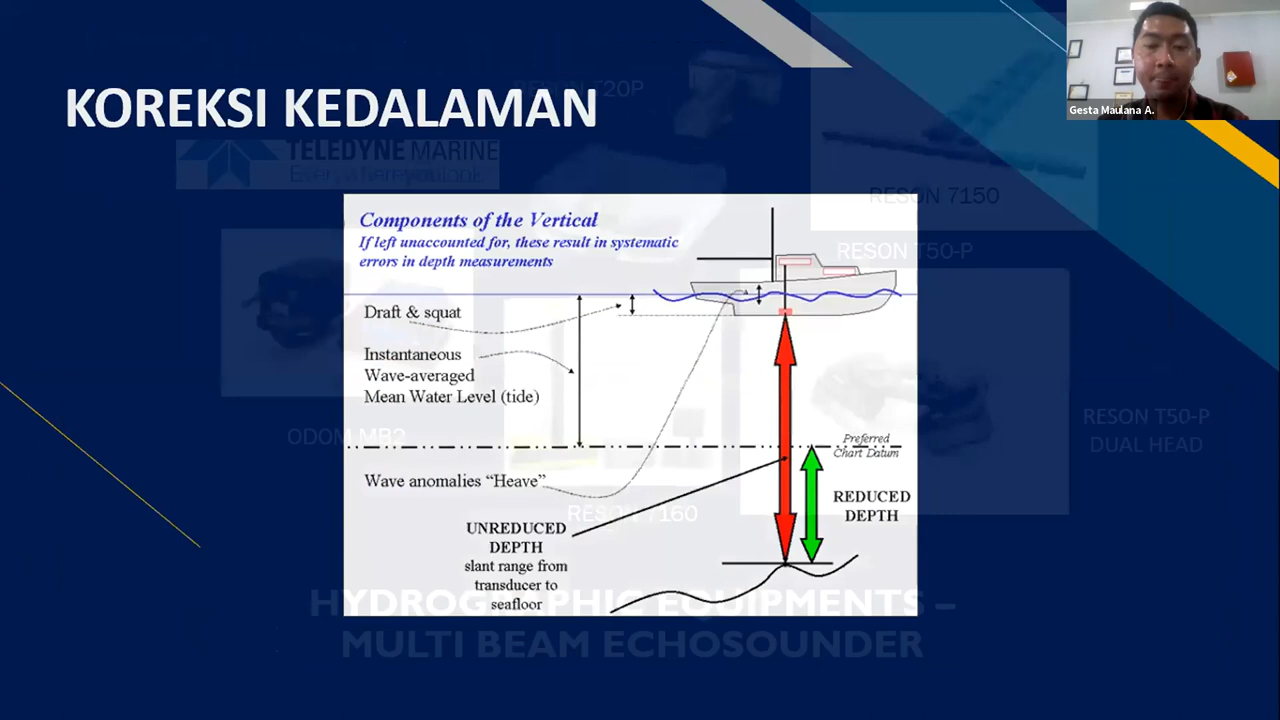 KOREKSI KEDALAMAN
Gesta Maulana A.
RESON T20P
TELEDYNE MARINE
Everywhereyoulook
RESON 7150
RESON T50-P
Components of the Vertical
If left unaccounted for, these result in systematic
errors in depth measurements
Draft & squat
Instantaneous
Wave-averaged
Mean Water Level (tide)
Preferred
Chart Datum
Wave anomalies “Heave”
REDUCED
DEPTH
UNREDUCED
DEPTH
slant range from
transducer to
seafloor
ODOM MB2
RESON T50-P
DUAL HEAD
RESON 7160
HYDROGRAPHIC EQUIPMENTS –
MULTI BEAM ECHOSOUNDER